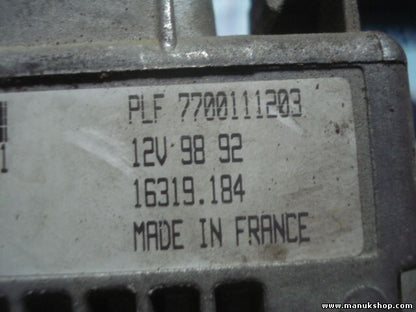 PLF 7700111203
12V 98 92
16319.184
MADE IN FRANCE
www.manukshop.com